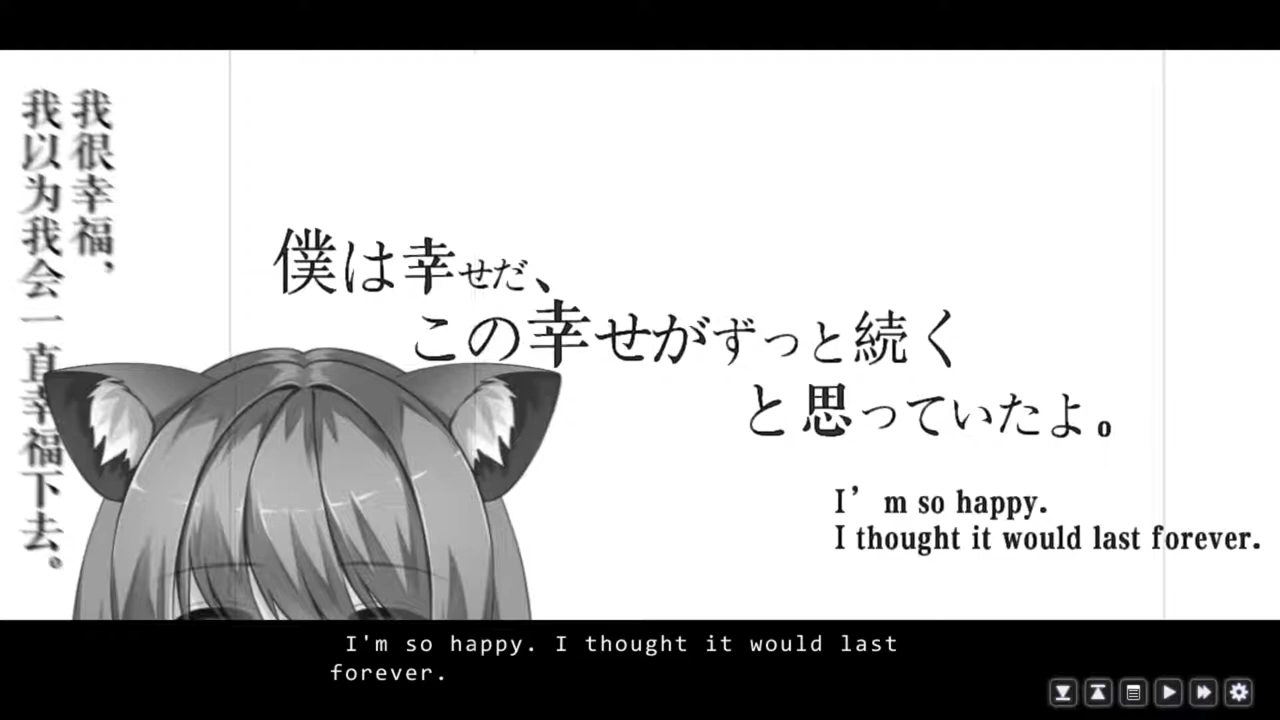 我很幸福，
我以为我会一直幸福下去。
僕は幸せだ、
この幸せがずっと続く
と思っていたよ。
I’m so happy.
I thought it would last forever.
I'm so happy. I thought it would last
forever.